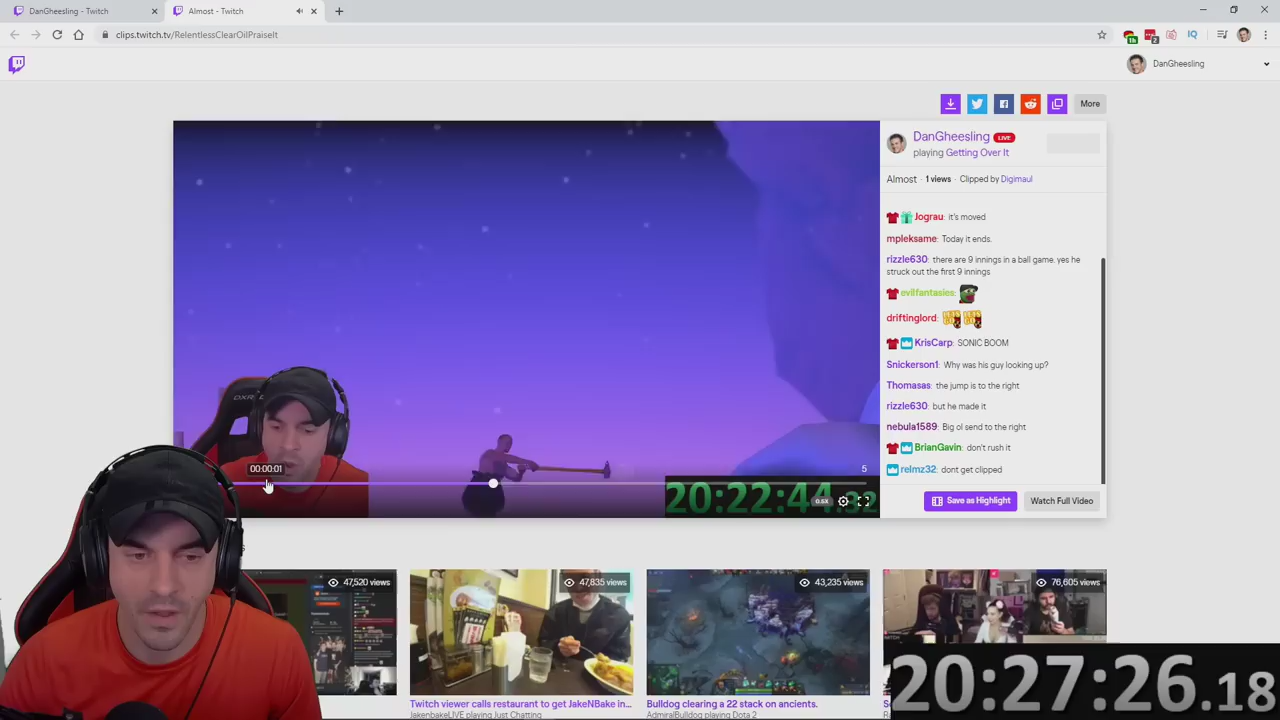 DanGheesling - Twitch
Almost - Twitch
clips.twitch.tv/RelentlessClearOilPraiseIt
1h
2
IQ
DanGheesling
More
DanGheesling LIVE
playing Getting Over It
Almost · 1 views · Clipped by Digimaul
Jograu: it's moved
mpleksame: Today it ends.
rizzle630: there are 9 innings in a ball game. yes he
struck out the first 9 innings
evilfantasies:
driftinglord:
KrisCarp: SONIC BOOM
Snickerson1: Why was his guy looking up?
Thomasas: the jump is to the right
rizzle630: but he made it
nebula1589: Big ol send to the right
BrianGavin: don't rush it
relmz32: dont get clipped
Save as Highlight
Watch Full Video
00:00:01
5
20:22:44
0.5X
47,520 views
47,835 views
43,235 views
76,605 views
Twitch viewer calls restaurant to get JakeNBake in...
JakenbakeLIVE playing Just Chatting
Bulldog clearing a 22 stack on ancients.
AdmiralBulldog playing Dota 2
20:27:26.18